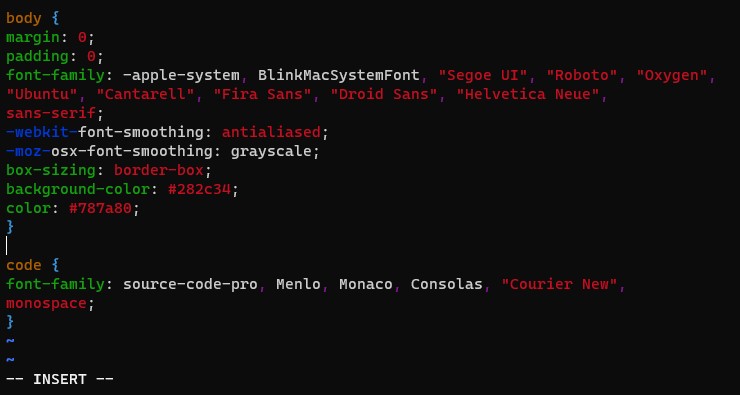 body {
margin: 0;
padding: 0;
font-family: -apple-system, BlinkMacSystemFont, "Segoe UI", "Roboto", "Oxygen",
"Ubuntu", "Cantarell", "Fira Sans", "Droid Sans", "Helvetica Neue",
sans-serif;
-webkit-font-smoothing: antialiased;
-moz-osx-font-smoothing: grayscale;
box-sizing: border-box;
background-color: #282c34;
color: #787a80;
}

code {
font-family: source-code-pro, Menlo, Monaco, Consolas, "Courier New",
monospace;
}
~
~
-- INSERT --